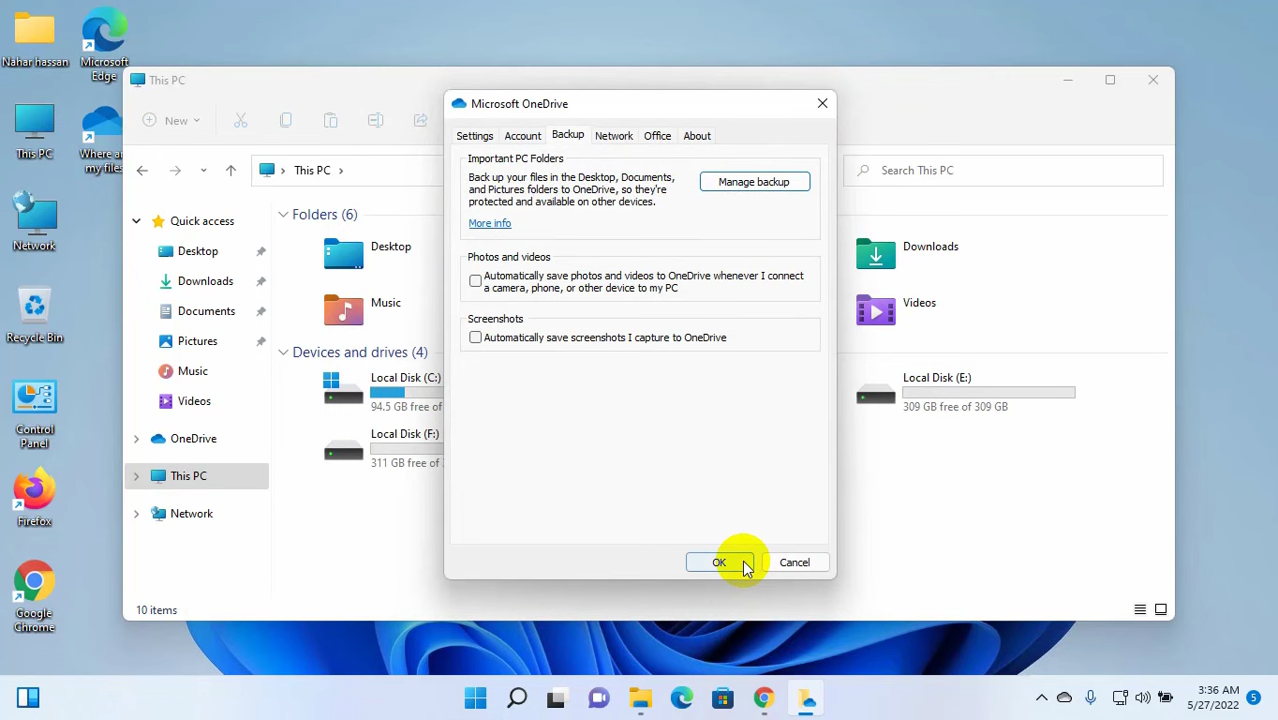 Nahar hassan
Microsoft
Edge
This PC
Where are
my files
Network
Recycle Bin
Control
Panel
Firefox
Google
Chrome
This PC
New
This PC
Search This PC
Quick access
Desktop
Downloads
Documents
Pictures
Music
Videos
OneDrive
This PC
Network
Folders (6)
Desktop
Downloads
Music
Videos
Devices and drives (4)
Local Disk (C:)
94.5 GB free of
Local Disk (E:)
309 GB free of 309 GB
Local Disk (F:)
311 GB free of
10 items
Microsoft OneDrive
Settings Account Backup Network Office About
Important PC Folders
Back up your files in the Desktop, Documents,
and Pictures folders to OneDrive, so they're
protected and available on other devices.
Manage backup
More info
Photos and videos
Automatically save photos and videos to OneDrive whenever I connect
a camera, phone, or other device to my PC
Screenshots
Automatically save screenshots I capture to OneDrive
OK Cancel
3:36 AM
5/27/2022
5